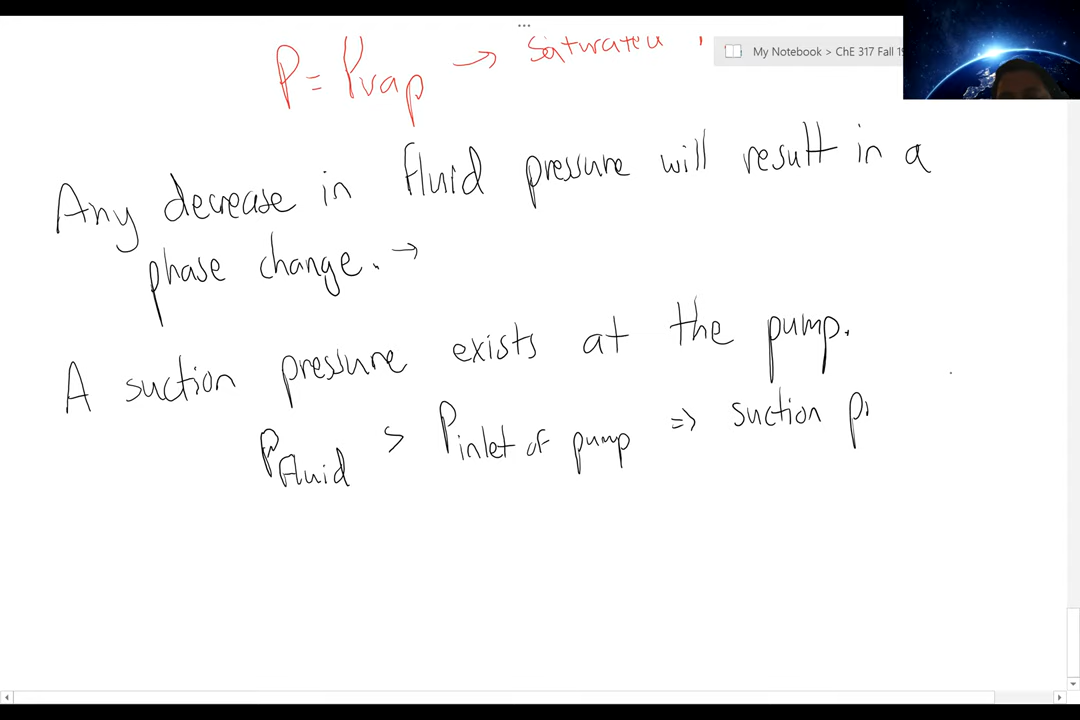 My Notebook > ChE 317 Fall 19
P = Pvap → saturated
Any decrease in fluid pressure will result in a
phase change. →
A suction pressure exists at the pump.
Pfluid > Pinlet of pump ⇒ suction